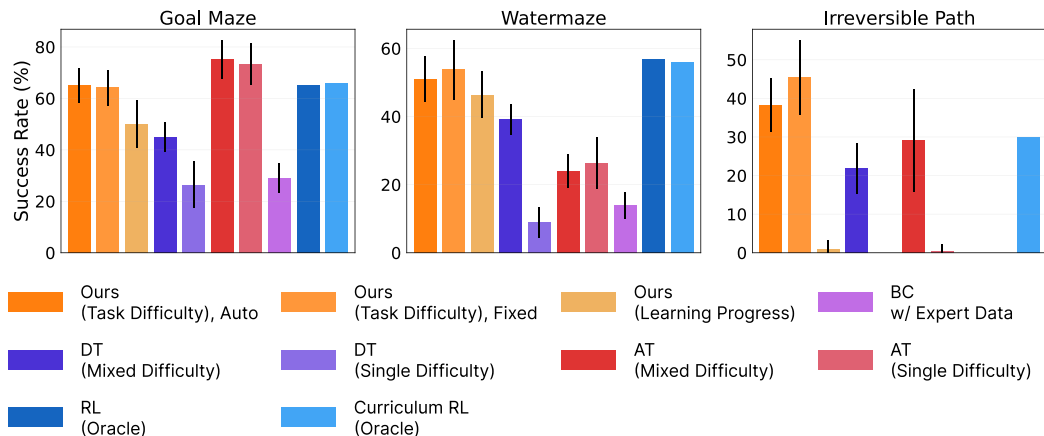 Goal Maze
Watermaze
Irreversible Path
Success Rate (%)
80
60
40
20
0
60
40
20
0
50
40
30
20
10
0
Ours
(Task Difficulty), Auto
Ours
(Task Difficulty), Fixed
Ours
(Learning Progress)
BC
w/ Expert Data
DT
(Mixed Difficulty)
DT
(Single Difficulty)
AT
(Mixed Difficulty)
AT
(Single Difficulty)
RL
(Oracle)
Curriculum RL
(Oracle)